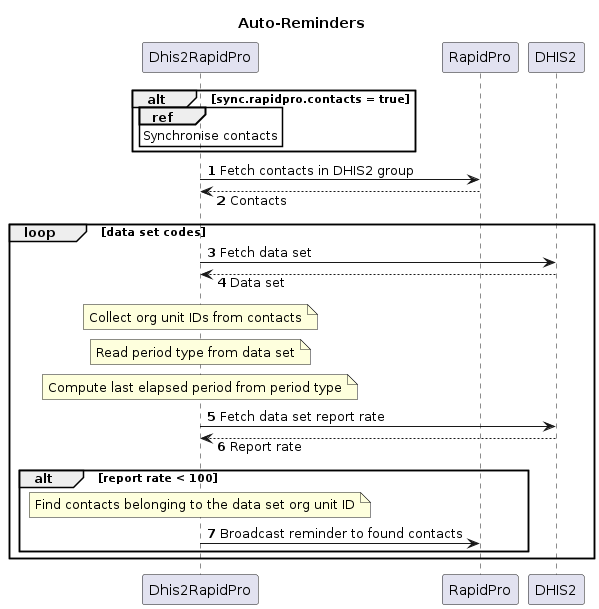 Auto-Reminders
Dhis2RapidPro RapidPro DHIS2
alt [sync.rapidpro.contacts = true]
ref
Synchronise contacts
1 Fetch contacts in DHIS2 group
2 Contacts
loop [data set codes]
3 Fetch data set
4 Data set
Collect org unit IDs from contacts
Read period type from data set
Compute last elapsed period from period type
5 Fetch data set report rate
6 Report rate
alt [report rate < 100]
Find contacts belonging to the data set org unit ID
7 Broadcast reminder to found contacts
Dhis2RapidPro RapidPro DHIS2